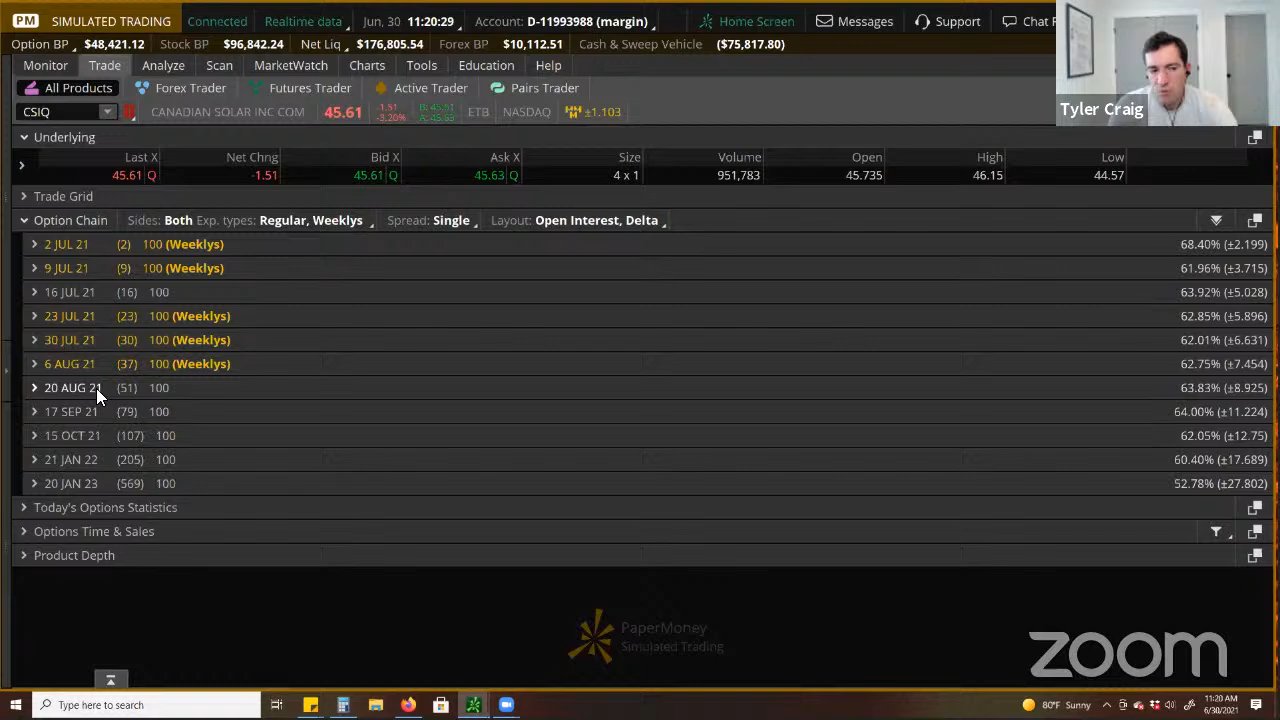 PM SIMULATED TRADING Connected Realtime data Jun, 30 11:20:29 Account: D-11993988 (margin) Home Screen Messages Support Chat
Option BP $48,421.12 Stock BP $96,842.24 Net Liq $176,805.54 Forex BP $10,112.51 Cash & Sweep Vehicle ($75,817.80)
Monitor Trade Analyze Scan MarketWatch Charts Tools Education Help
All Products Forex Trader Futures Trader Active Trader Pairs Trader
Tyler Craig
CSIQ CANADIAN SOLAR INC COM 45.61 -1.51 -3.20% B: 45.61 A: 45.63 ETB NASDAQ ±1.103
Underlying
Last X Net Chng Bid X Ask X Size Volume Open High Low
45.61 Q -1.51 45.61 Q 45.63 Q 4 x 1 951,783 45.735 46.15 44.57
Trade Grid
Option Chain Sides: Both Exp. types: Regular, Weeklys Spread: Single Layout: Open Interest, Delta
2 JUL 21 (2) 100 (Weeklys) 68.40% (±2.199)
9 JUL 21 (9) 100 (Weeklys) 61.96% (±3.715)
16 JUL 21 (16) 100 63.92% (±5.028)
23 JUL 21 (23) 100 (Weeklys) 62.85% (±5.896)
30 JUL 21 (30) 100 (Weeklys) 62.01% (±6.631)
6 AUG 21 (37) 100 (Weeklys) 62.75% (±7.454)
20 AUG 21 (51) 100 63.83% (±8.925)
17 SEP 21 (79) 100 64.00% (±11.224)
15 OCT 21 (107) 100 62.05% (±12.75)
21 JAN 22 (205) 100 60.40% (±17.689)
20 JAN 23 (569) 100 52.78% (±27.802)
Today's Options Statistics
Options Time & Sales
Product Depth
PaperMoney
Simulated Trading
zoom
Type here to search 80°F Sunny 11:20 AM
6/30/2021